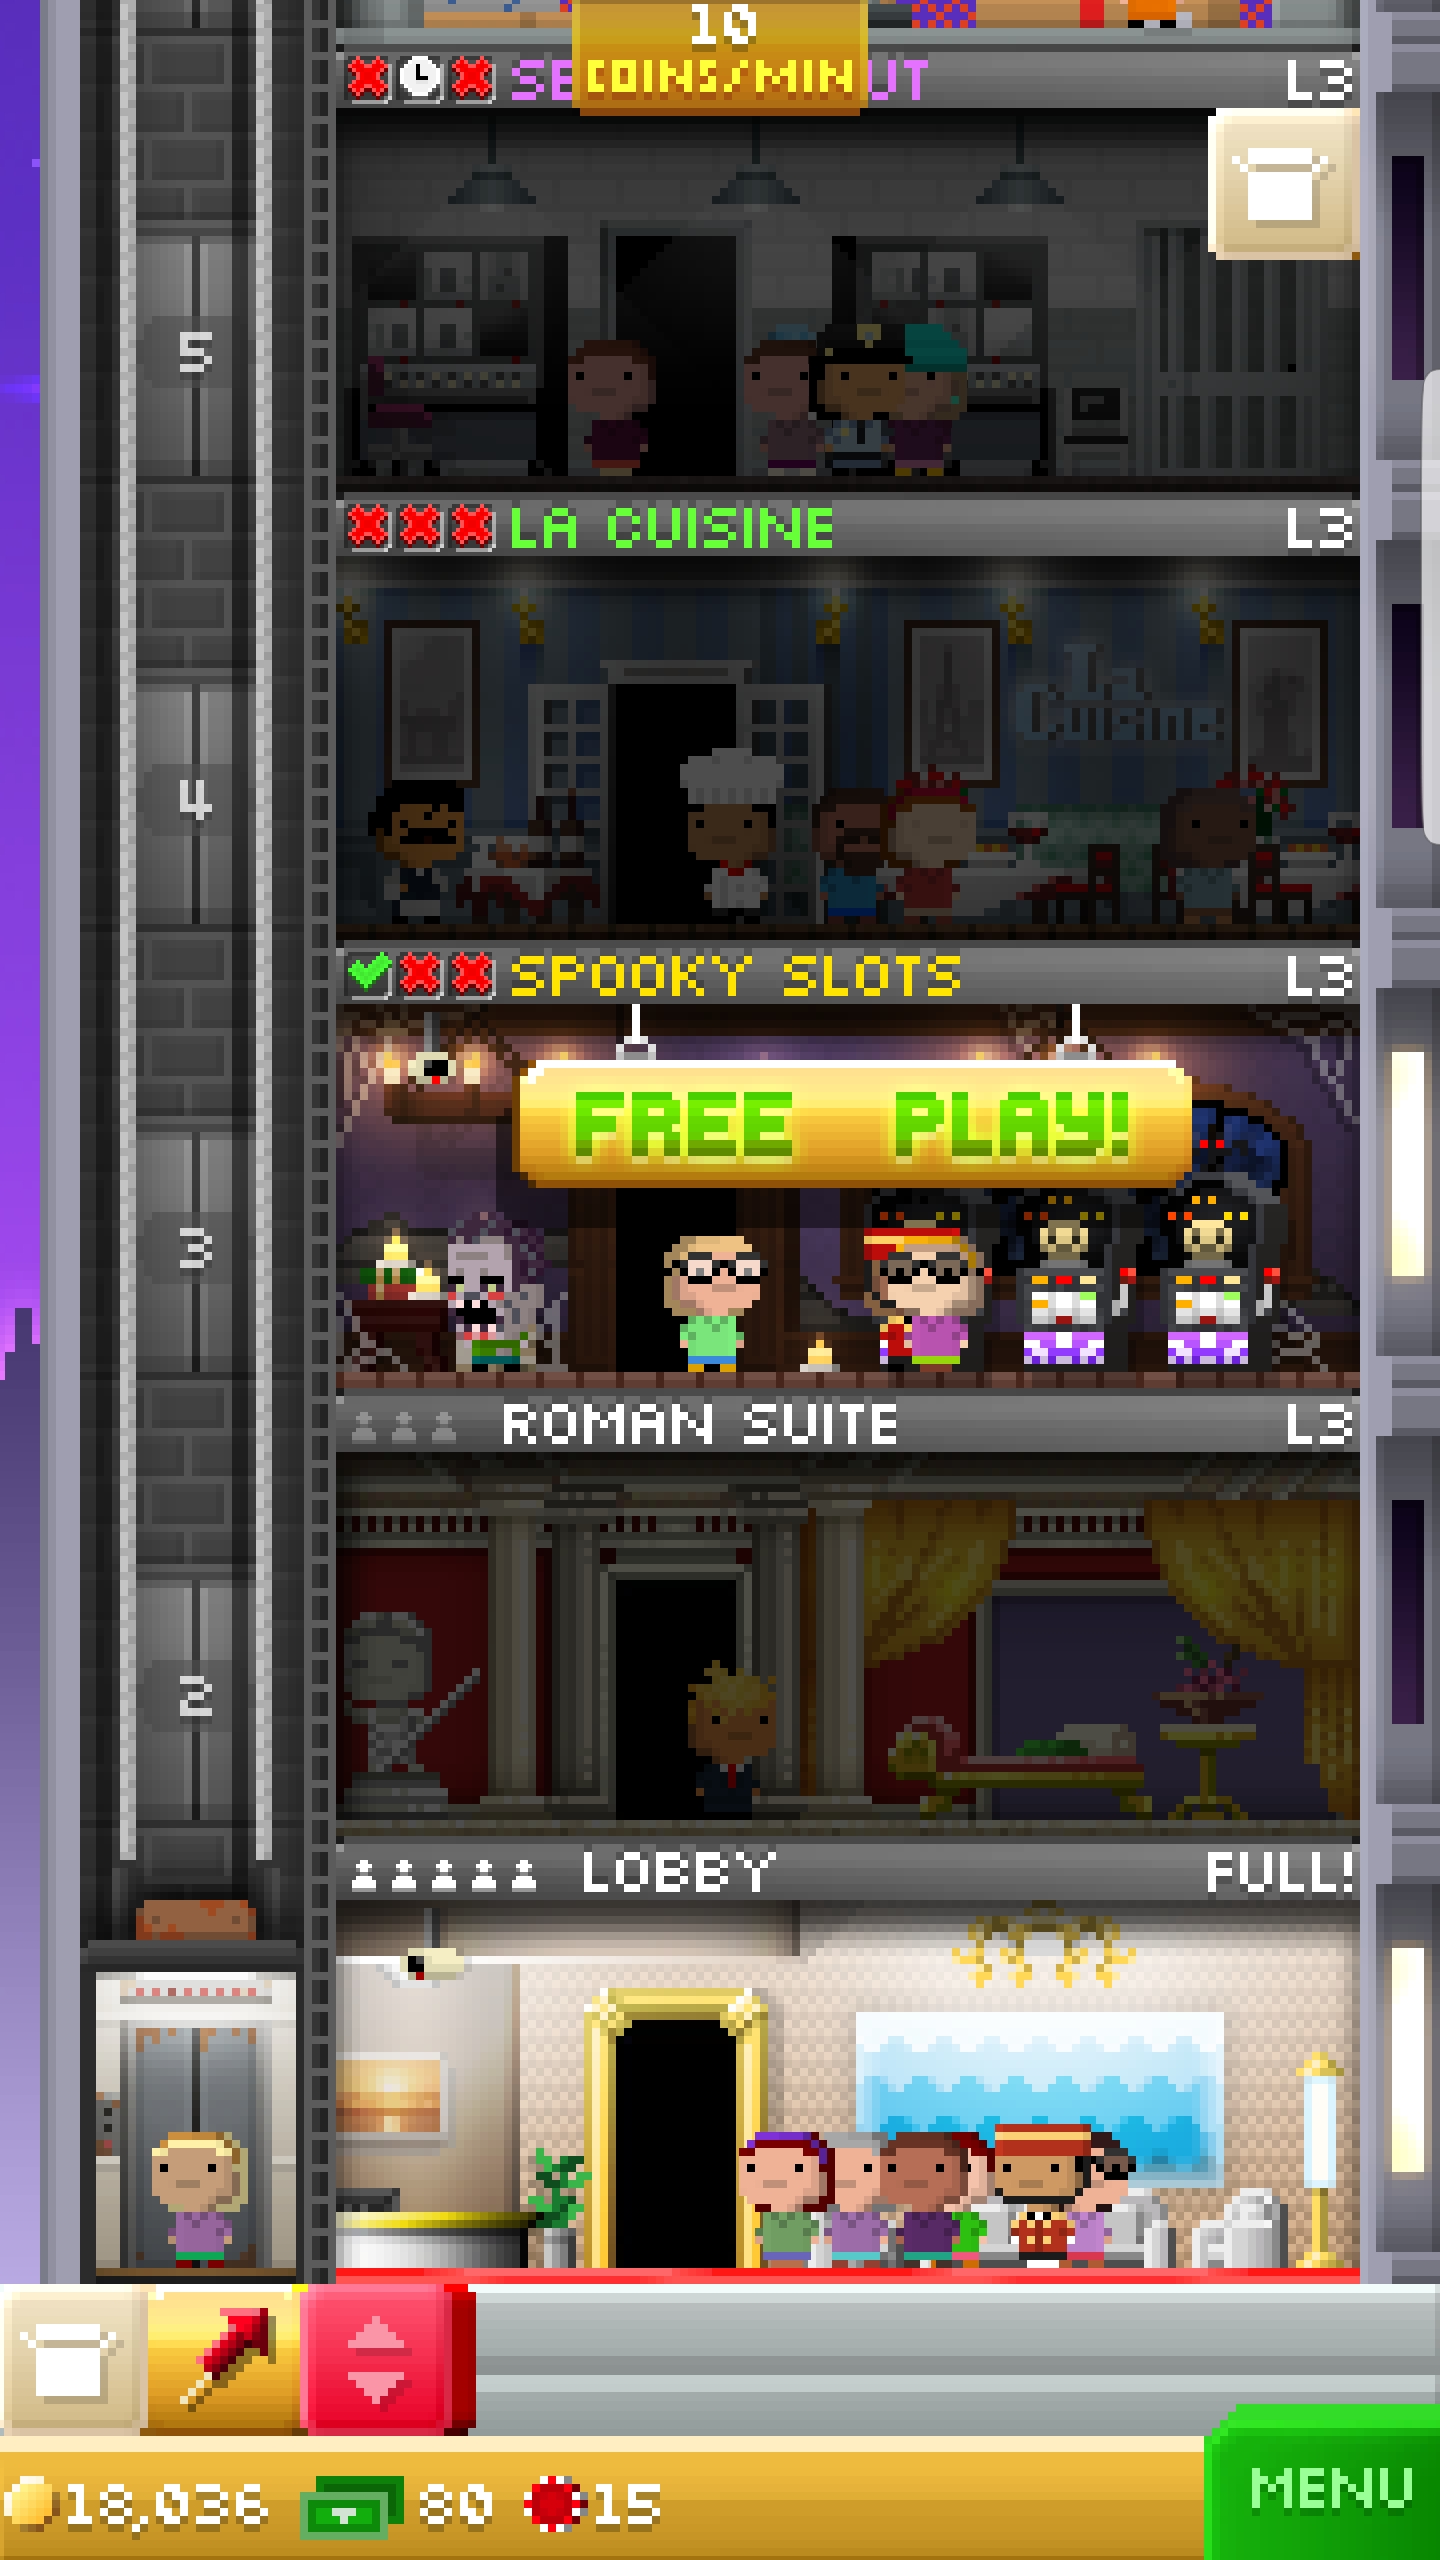 10
COINS/MIN
SE UT L3
5
LA CUISINE L3
La
Cuisine
4
SPOOKY SLOTS L3
FREE PLAY!
3
ROMAN SUITE L3
2
LOBBY FULL!
18,036 80 15
MENU